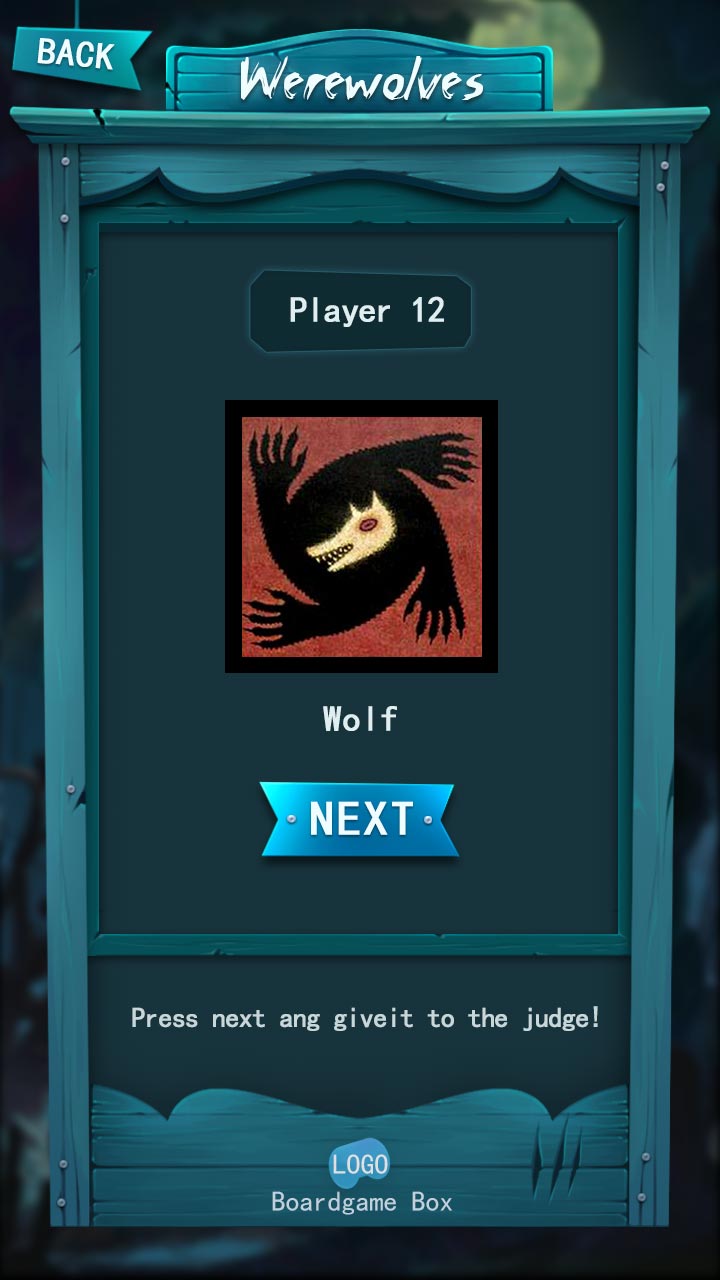 BACK
Werewolves
Player 12
Wolf
NEXT
Press next ang giveit to the judge!
LOGO
Boardgame Box